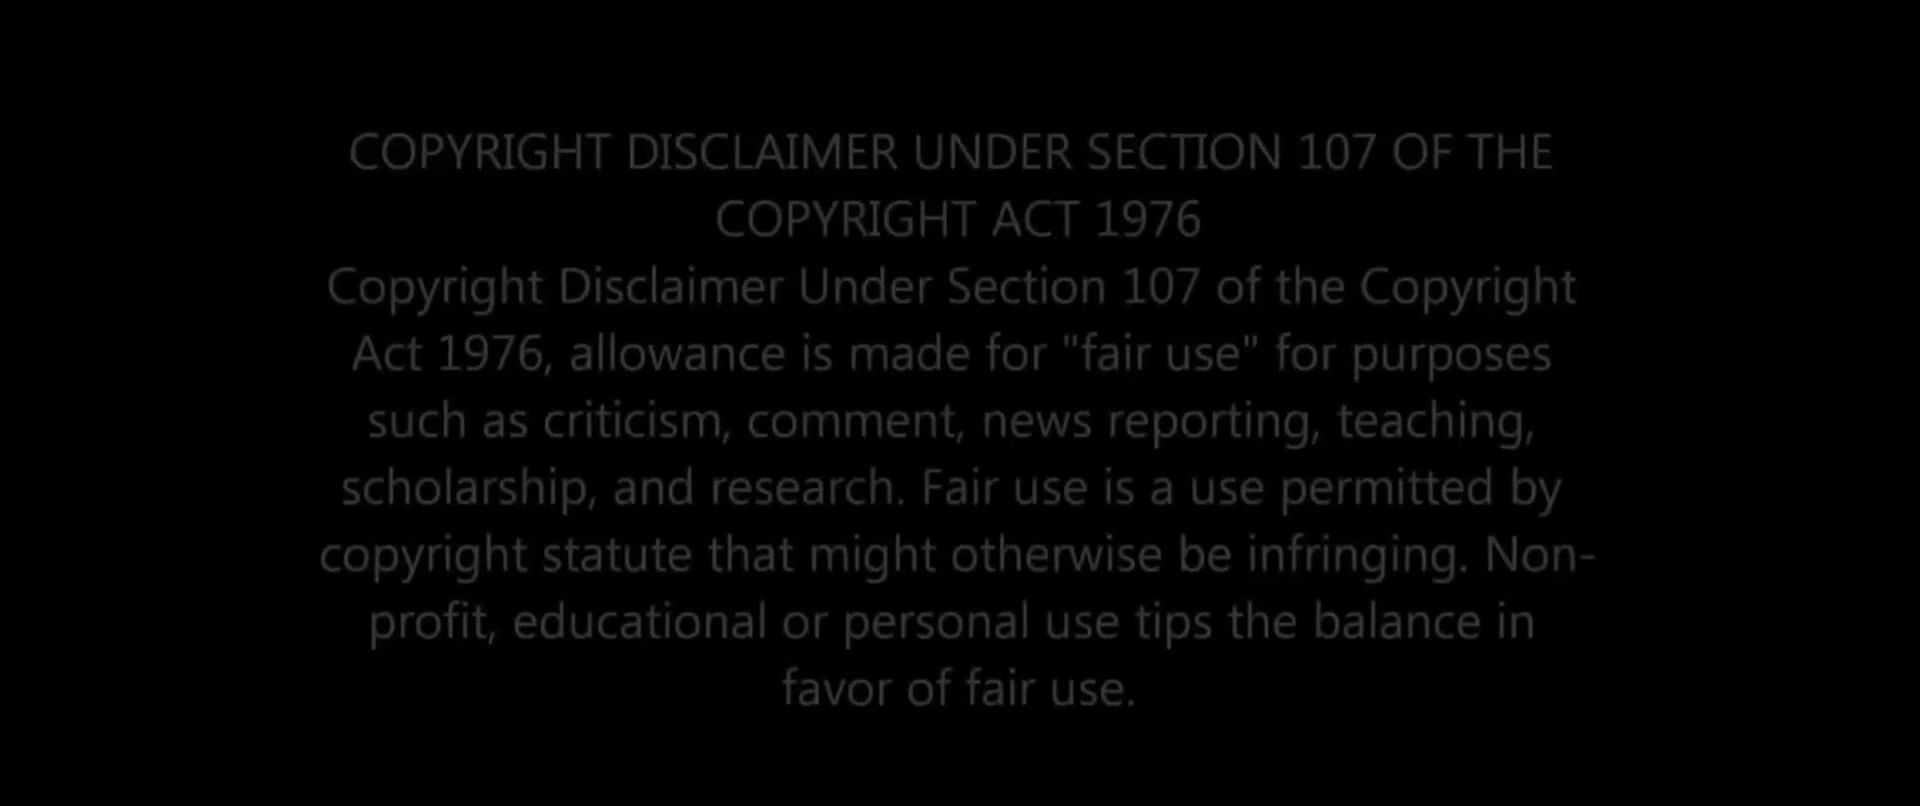 COPYRIGHT DISCLAIMER UNDER SECTION 107 OF THE
COPYRIGHT ACT 1976
Copyright Disclaimer Under Section 107 of the Copyright
Act 1976, allowance is made for "fair use" for purposes
such as criticism, comment, news reporting, teaching,
scholarship, and research. Fair use is a use permitted by
copyright statute that might otherwise be infringing. Non-
profit, educational or personal use tips the balance in
favor of fair use.